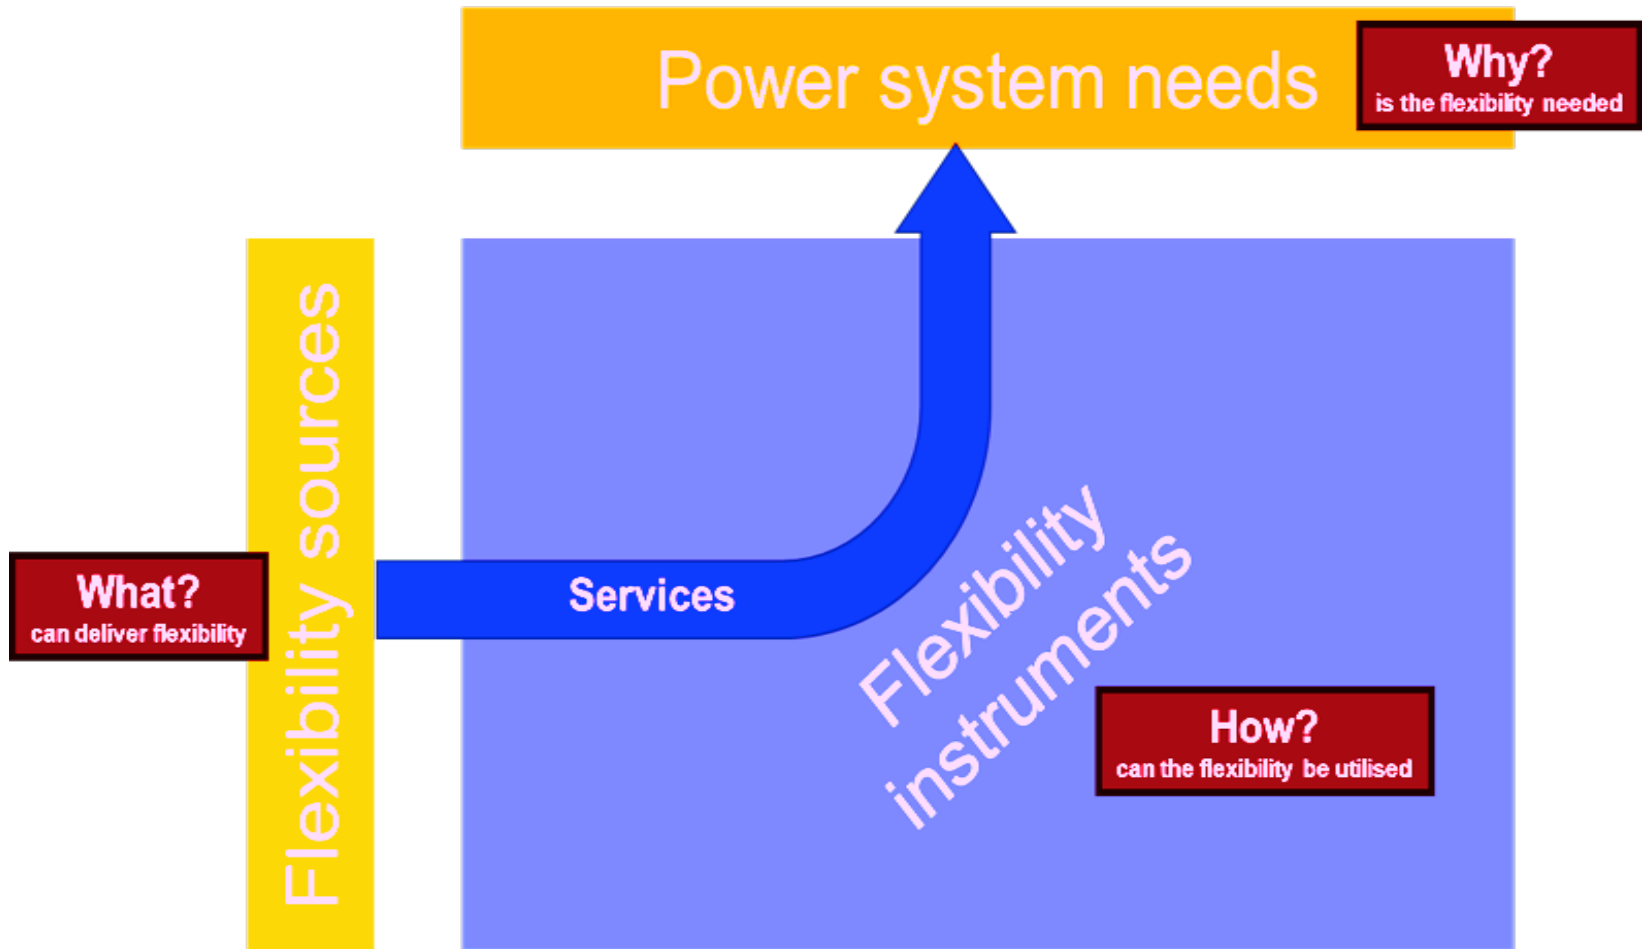 Power system needs
Why?
is the flexibility needed
Flexibility sources
What?
can deliver flexibility
Services
Flexibility
instruments
How?
can the flexibility be utilised